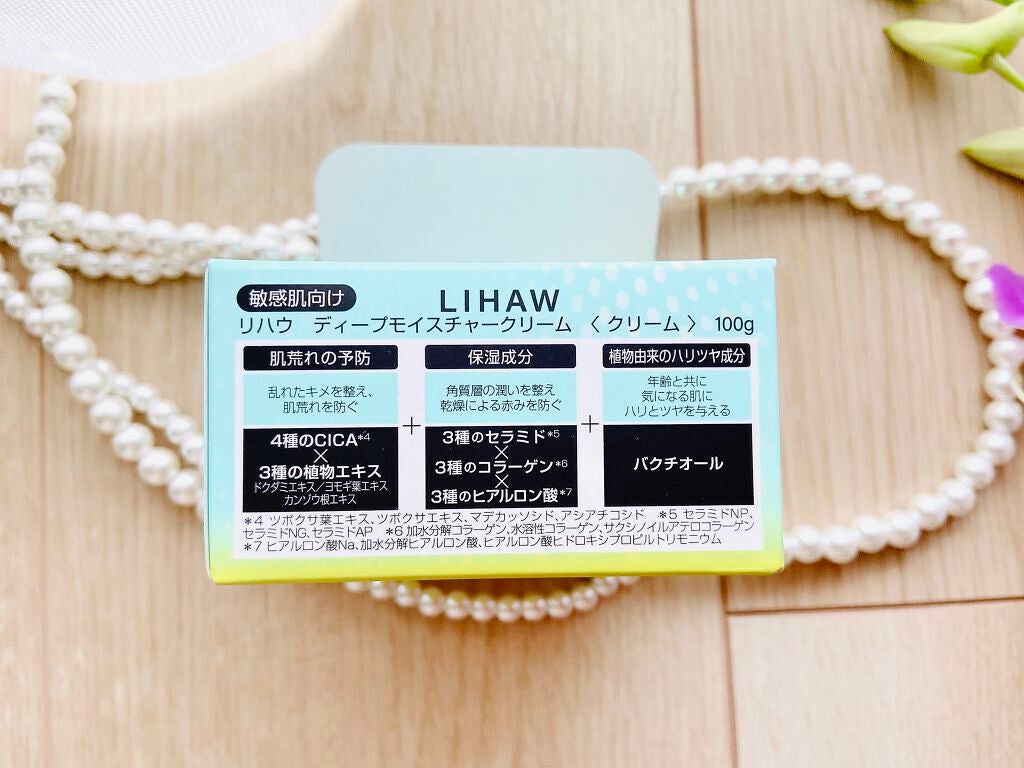 敏感肌向け
LIHAW
リハウ ディープモイスチャークリーム 〈 クリーム 〉 100g
肌荒れの予防
乱れたキメを整え、
肌荒れを防ぐ
4種のCICA*4
×
3種の植物エキス
ドクダミエキス/ヨモギ葉エキス
カンゾウ根エキス
+
保湿成分
角質層の潤いを整え
乾燥による赤みを防ぐ
3種のセラミド*5
×
3種のコラーゲン*6
×
3種のヒアルロン酸*7
+
植物由来のハリツヤ成分
年齢と共に
気になる肌に
ハリとツヤを与える
バクチオール
*4 ツボクサ葉エキス、ツボクサエキス、マデカッソシド、アシアチコシド *5 セラミドNP、
セラミドNG、セラミドAP *6 加水分解コラーゲン、水溶性コラーゲン、サクシノイルアテロコラーゲン
*7 ヒアルロン酸Na、加水分解ヒアルロン酸、ヒアルロン酸ヒドロキシプロピルトリモニウム